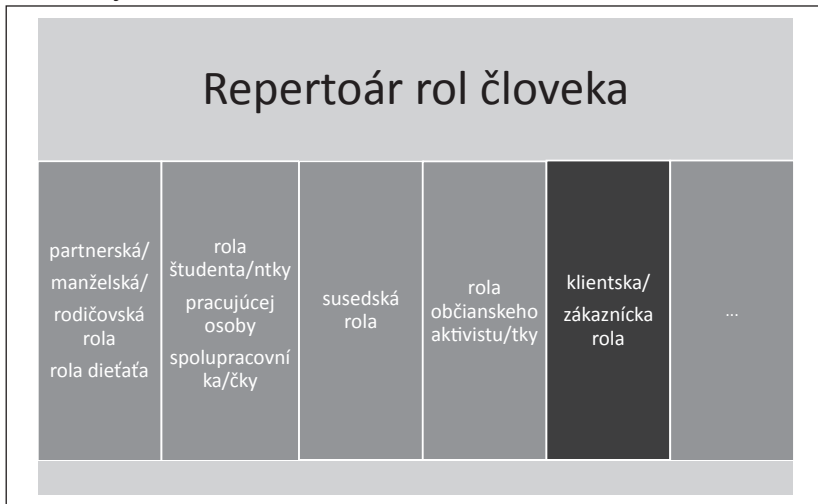 Repertoár rol človeka
partnerská/
manželská/
rodičovská
rola
rola dieťaťa
rola
študenta/ntky
pracujúcej
osoby
spolupracovní
ka/čky
susedská
rola
rola
občianskeho
aktivistu/tky
klientska/
zákaznícka
rola
...